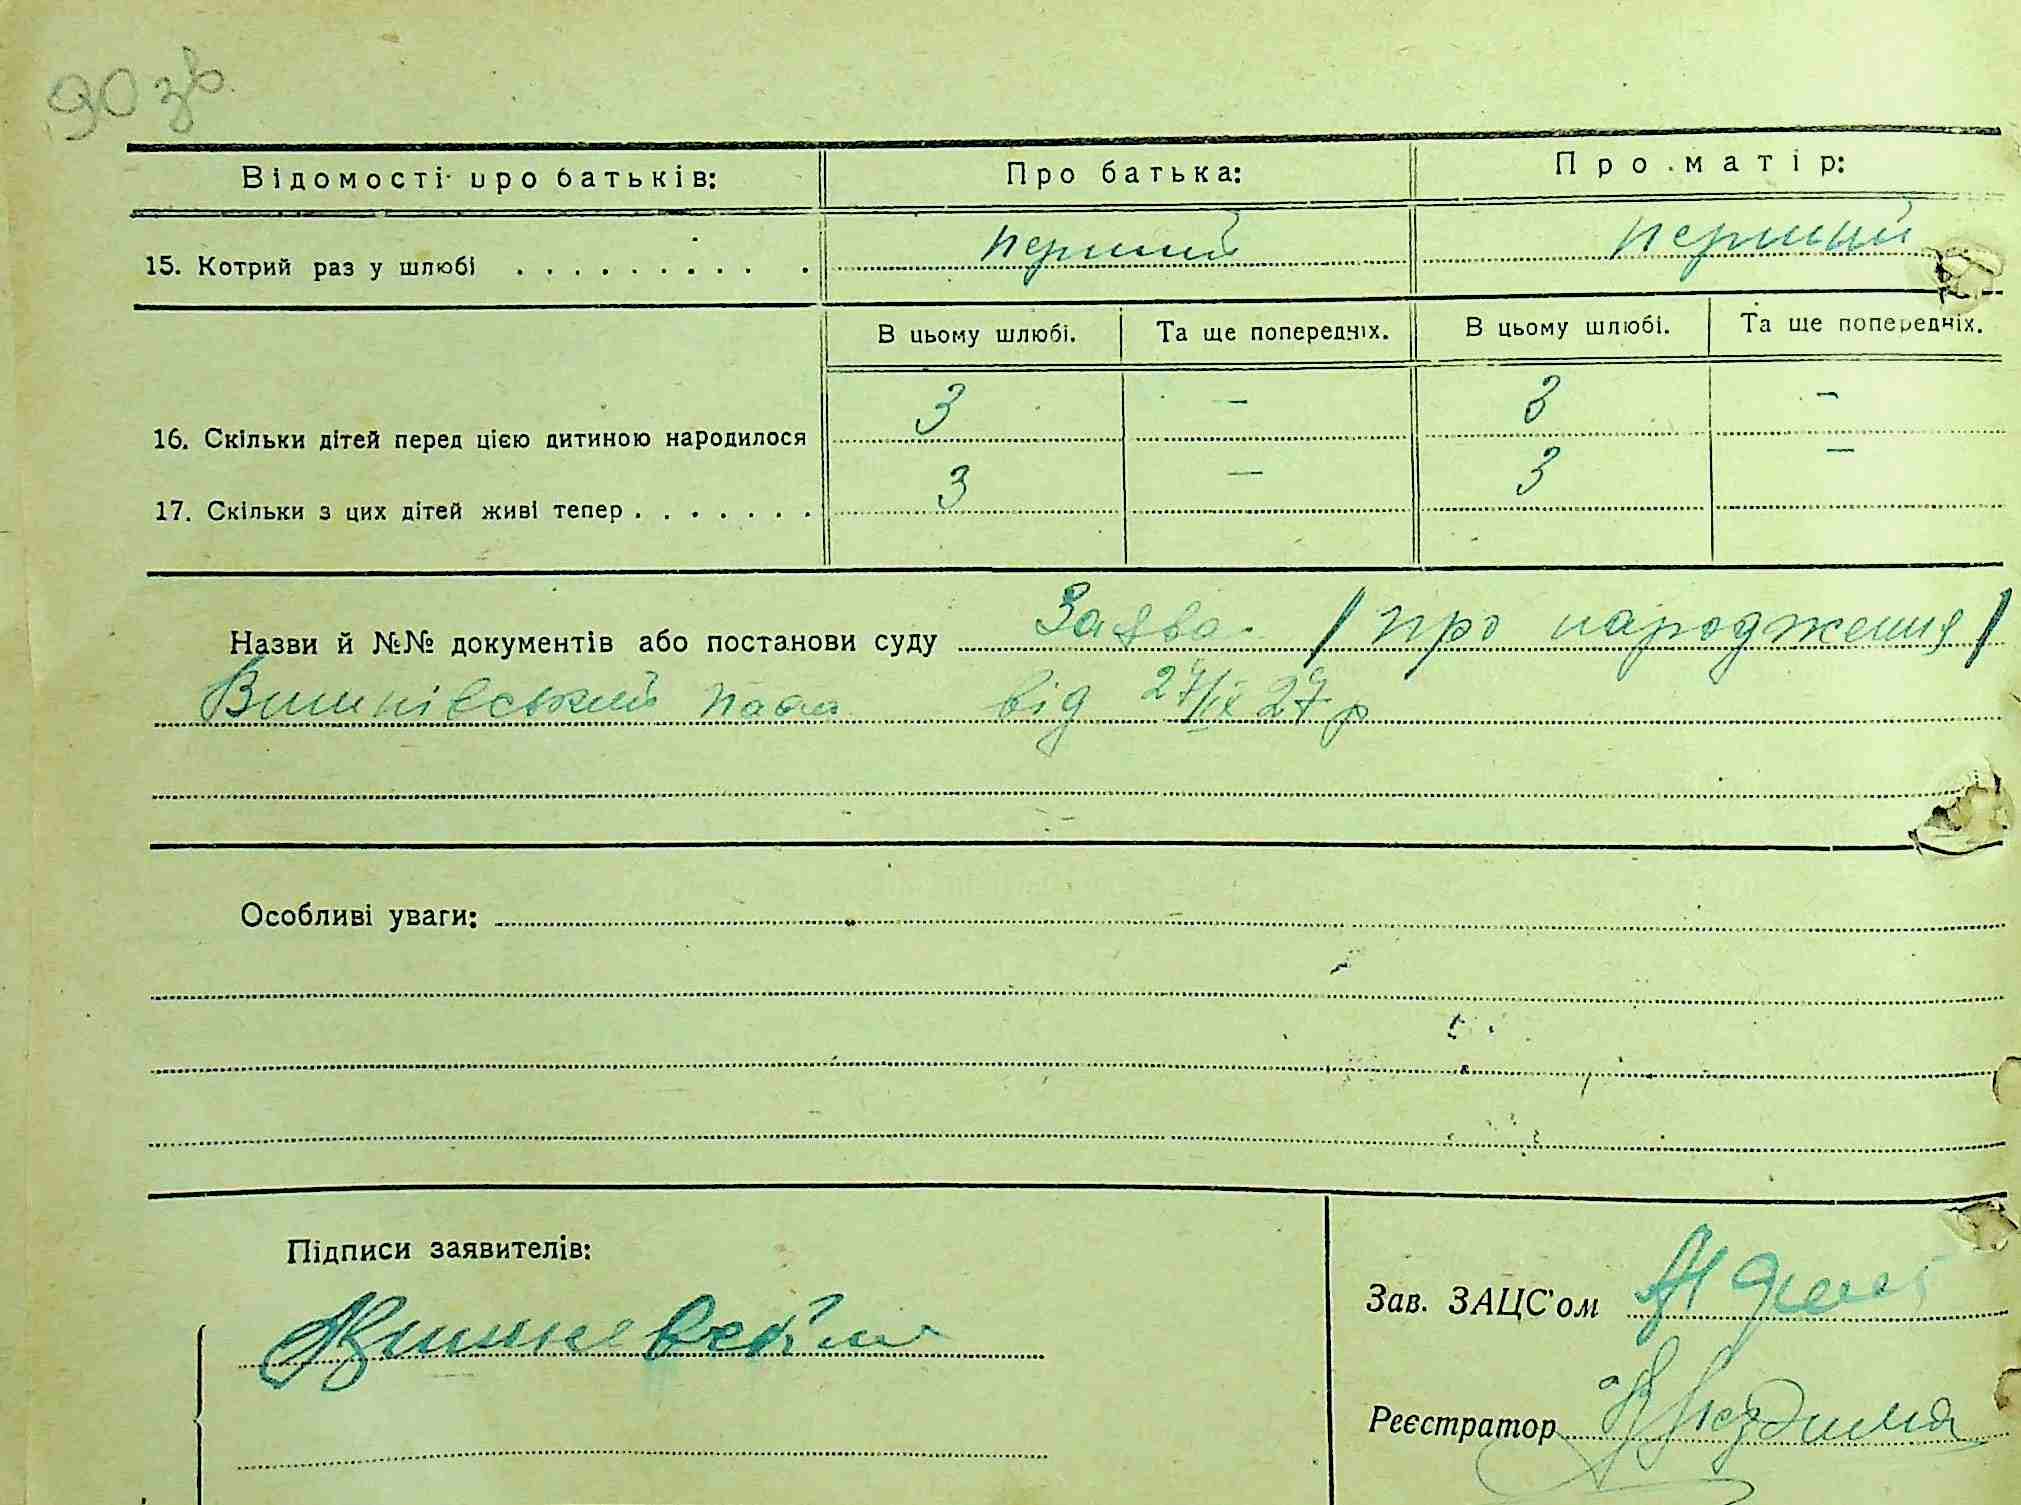 90 зв.
Відомості про батьків: Про батька: Про матір:
15. Котрий раз у шлюбі . . . . . . . . . . перший перший
В цьому шлюбі. Та ще попередніх. В цьому шлюбі. Та ще попередніх.
16. Скільки дітей перед цією дитиною народилося 3 – 3 –
17. Скільки з цих дітей живі тепер . . . . . . . 3 – 3 –
Назви й №№ документів або постанови суду Заява /про народження/
Вишнівський від 27/ІХ 27 р
Особливі уваги:
Підписи заявителів:
Зав. ЗАЦС'ом
Реєстратор